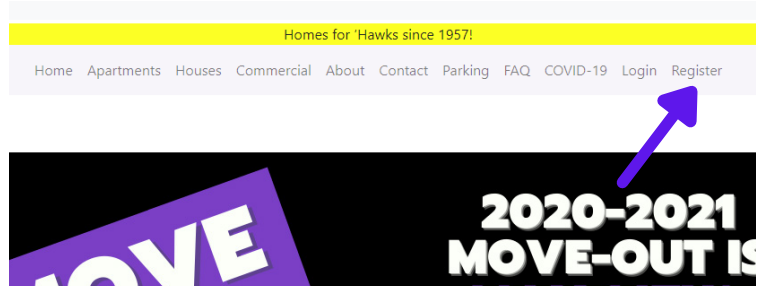 Homes for 'Hawks since 1957!
Home Apartments Houses Commercial About Contact Parking FAQ COVID-19 Login Register
MOVE
2020-2021
MOVE-OUT IS